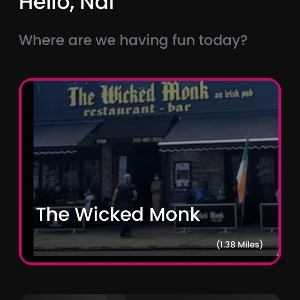 Hello, Nai
Where are we having fun today?
The Wicked Monk an irish pub
restaurant - bar
The Wicked Monk
(1.38 Miles)